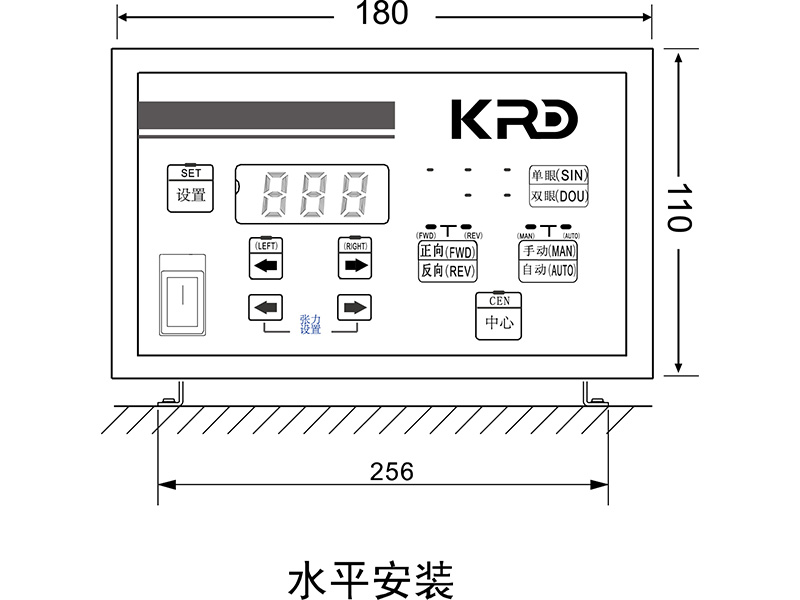 180
KRD
SET
设置
888
单眼(SIN)
双眼(DOU)
(LEFT)
(RIGHT)
(FWD)
(REV)
(MAN)
(AUTO)
正向(FWD)
反向(REV)
手动(MAN)
自动(AUTO)
110
张力
设置
CEN
中心
256
水平安装